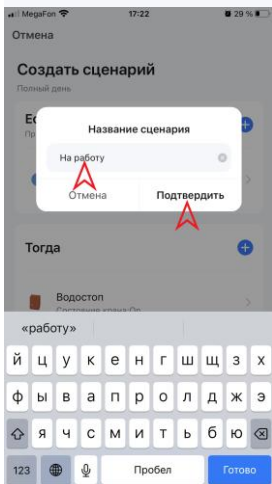 MegaFon 17:22 29 %
Отмена
Создать сценарий
Полный день
Название сценария
На работу
Отмена Подтвердить
Тогда
Водостоп
«работу»
й ц у к е н г ш щ з х
ф ы в а п р о л д ж э
я ч с м и т ь б ю
123 Пробел Готово